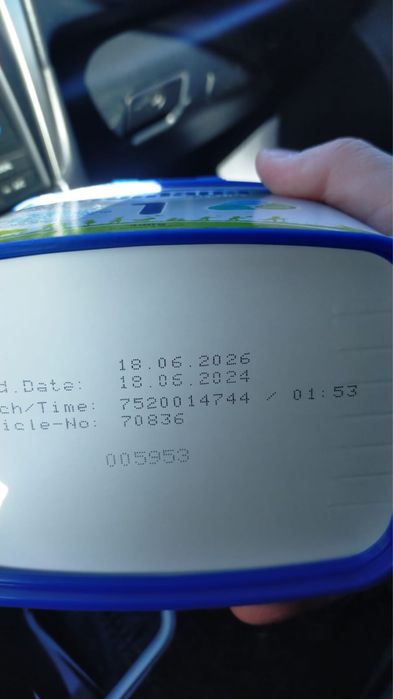 18.06.2026
d.Date: 18.06.2024
ch/Time: 7520014744 / 01:53
icle-No: 70836
005953